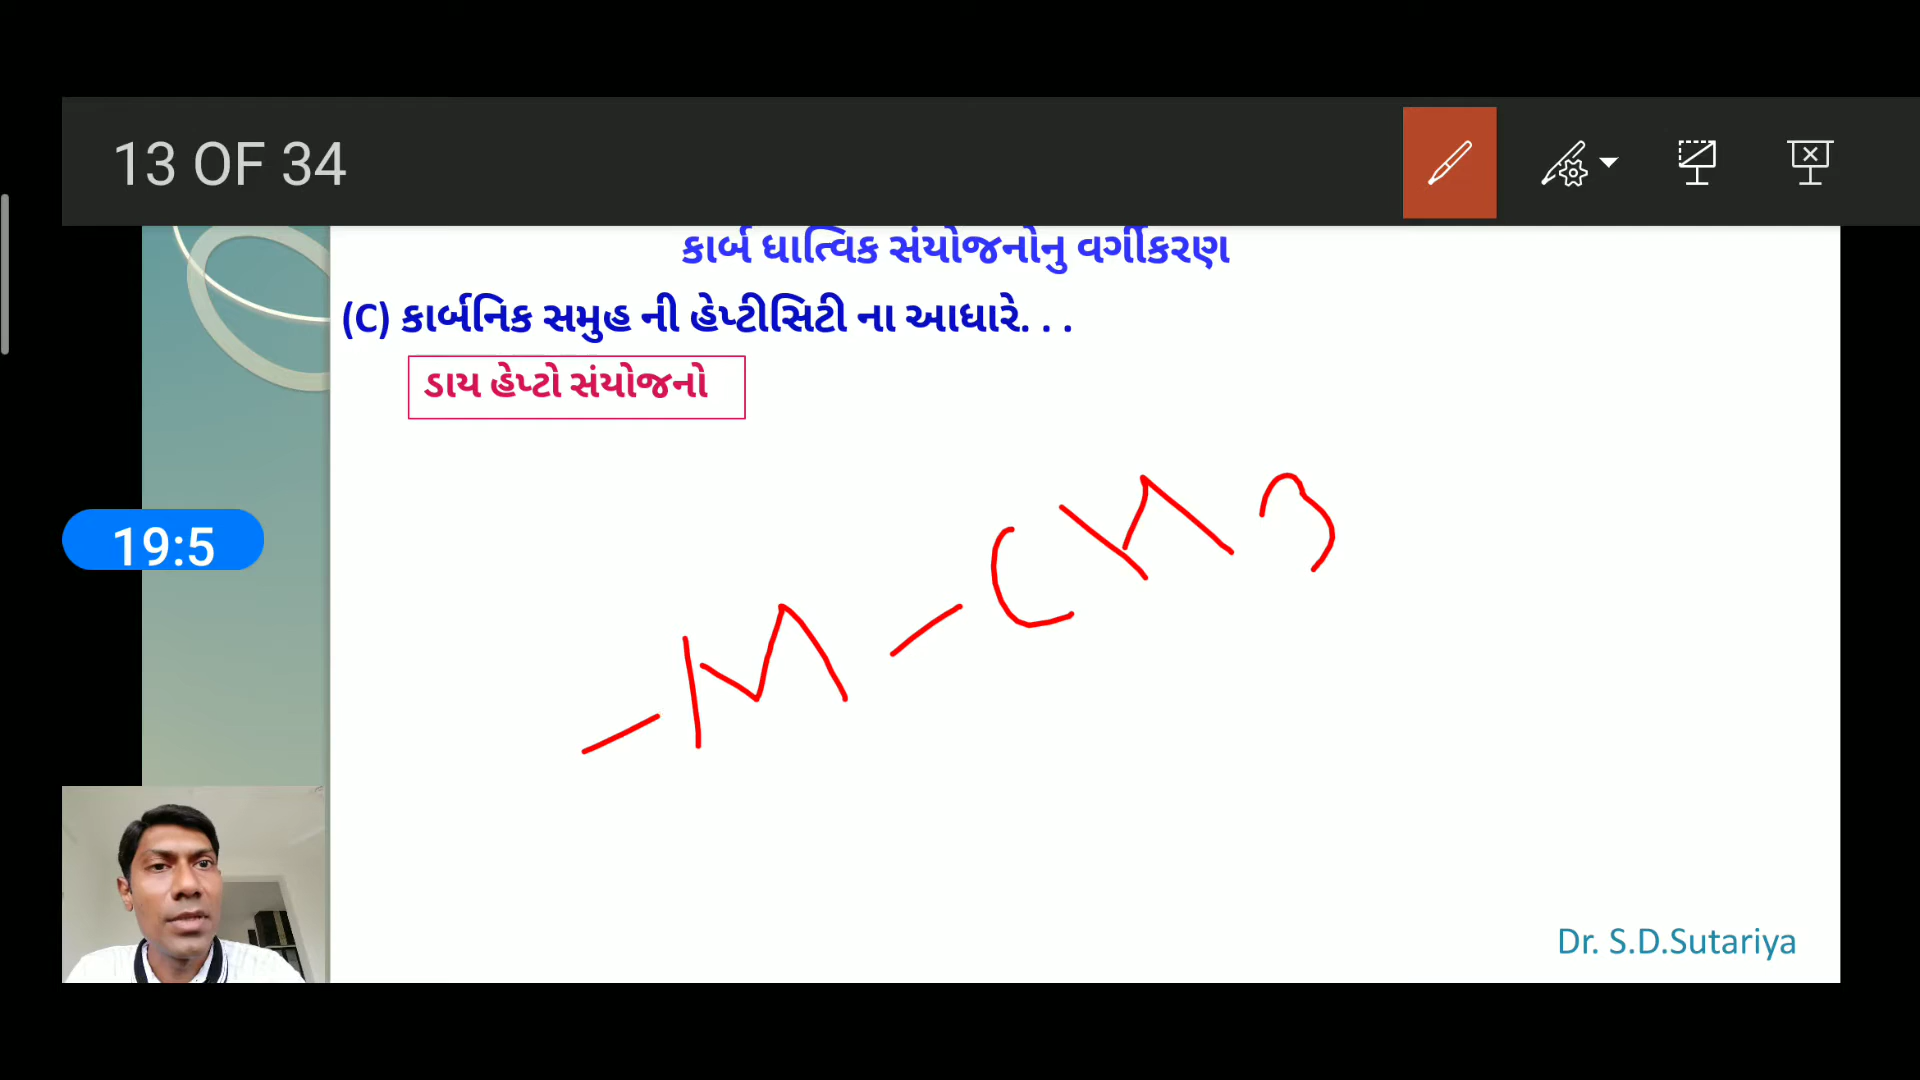 13 OF 34
કાર્બ ધાત્વિક સંયોજનોનુ વર્ગીકરણ
(C) કાર્બનિક સમુહ ની હેપ્ટીસિટી ના આધારે. . .
ડાય હેપ્ટો સંયોજનો
-M-CH3
19:5
Dr. S.D.Sutariya